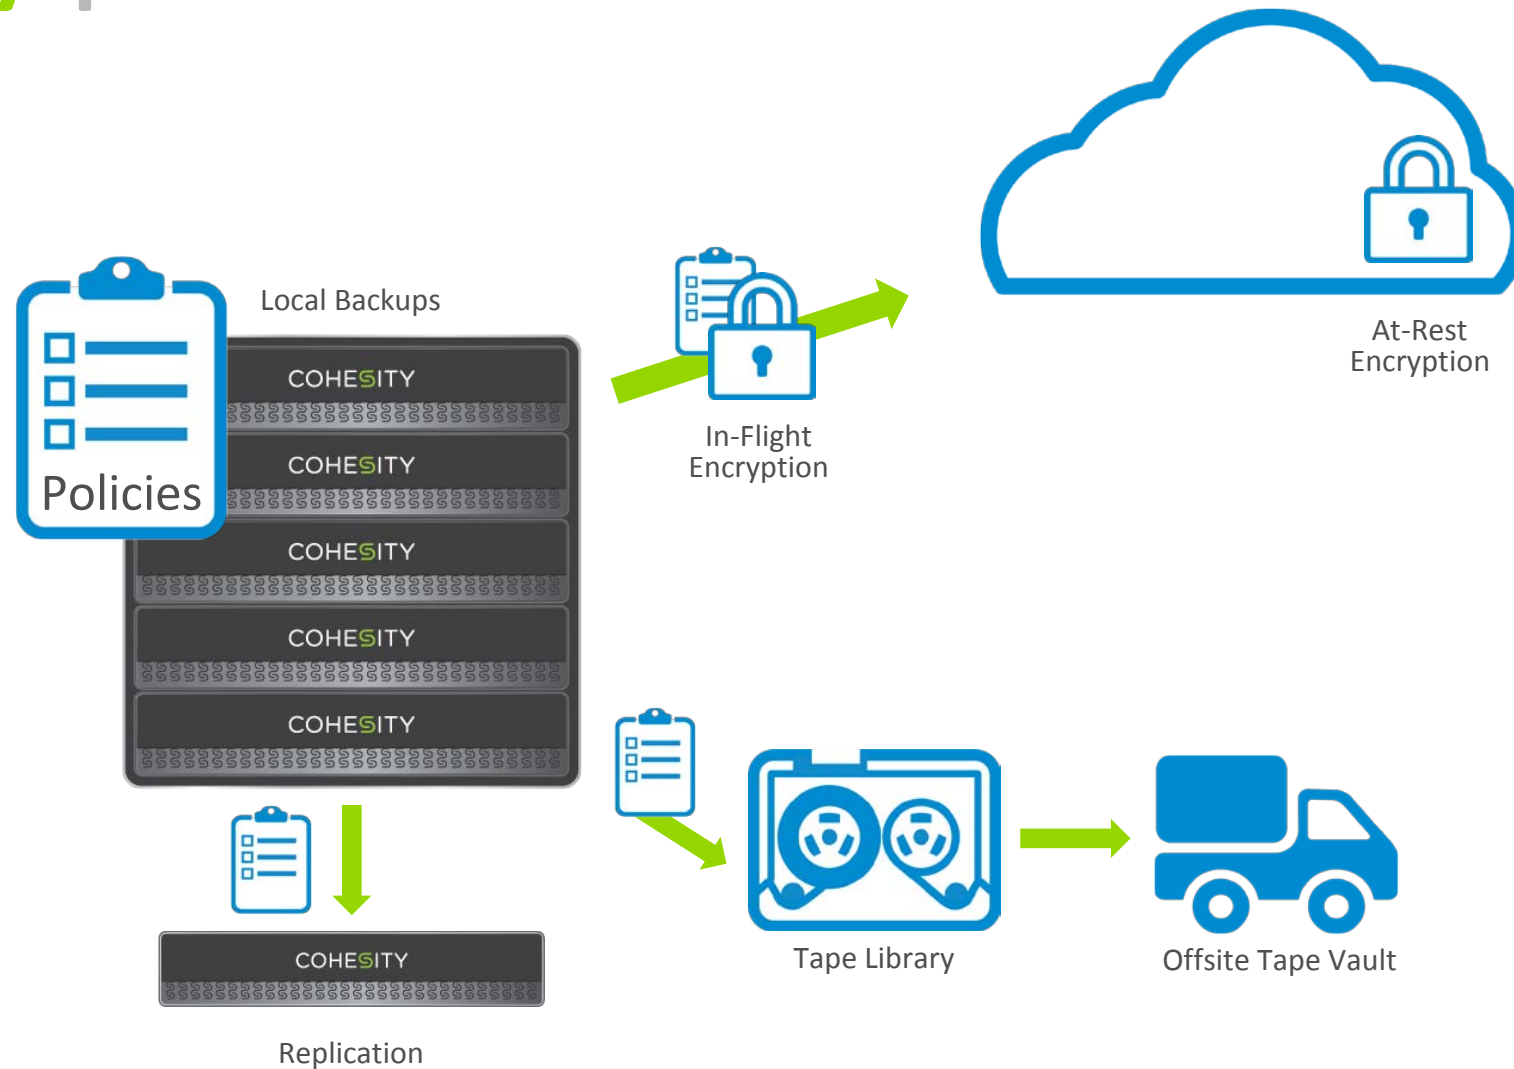 Local Backups
COHESITY
COHESITY
COHESITY
COHESITY
COHESITY
Policies
In-Flight
Encryption
At-Rest
Encryption
COHESITY
Replication
Tape Library
Offsite Tape Vault